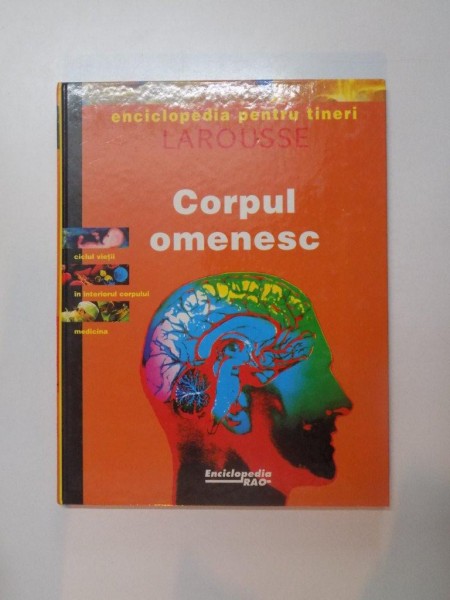 enciclopedia pentru tineri
LAROUSSE
Corpul
omenesc
ciclul vieții
în interiorul corpului
medicina
Enciclopedia
RAO